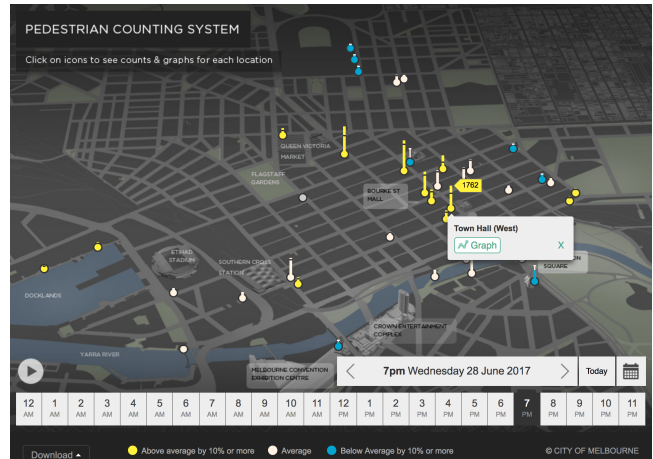 PEDESTRIAN COUNTING SYSTEM
Click on icons to see counts & graphs for each location
QUEEN VICTORIA
MARKET
FLAGSTAFF
GARDENS
BOURKE ST
MALL
1762
Town Hall (West)
Graph
X
ETIHAD
STADIUM
SOUTHERN CROSS
STATION
ON
SQUARE
DOCKLANDS
CROWN ENTERTAINMENT
COMPLEX
YARRA RIVER
MELBOURNE CONVENTION
EXHIBITION CENTRE
7pm Wednesday 28 June 2017
Today
12 1 2 3 4 5 6 7 8 9 10 11 12 1 2 3 4 5 6 7 8 9 10 11
AM AM AM AM AM AM AM AM AM AM AM AM PM PM PM PM PM PM PM PM PM PM PM PM
Download
Above average by 10% or more
Average
Below Average by 10% or more
© CITY OF MELBOURNE